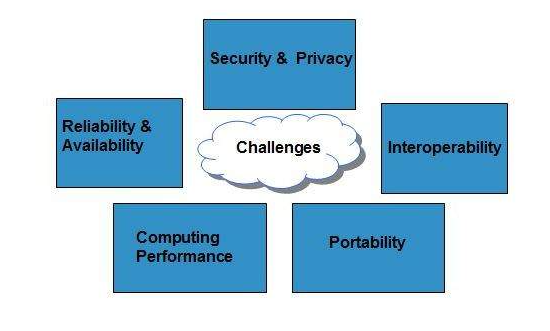 Security & Privacy
Reliability &
Availability
Challenges
Interoperability
Computing
Performance
Portability